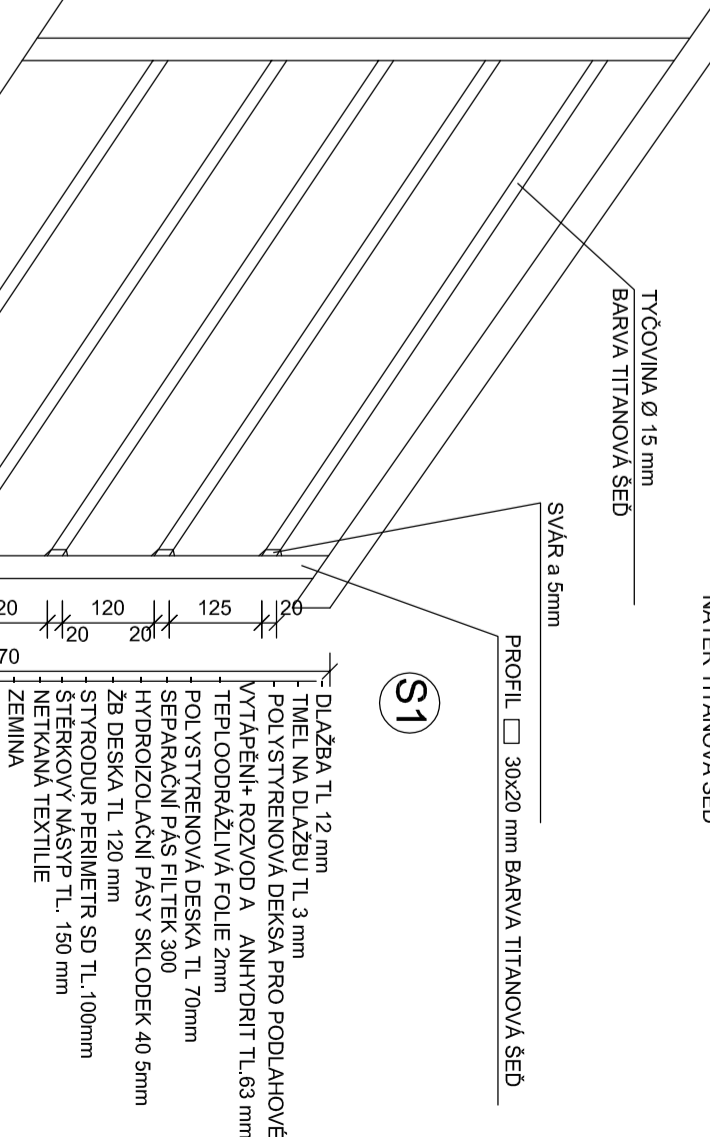 NÁTĚR TITANOVÁ ŠEĎ
TYČOVINA Ø 15 mm
BARVA TITANOVÁ ŠEĎ
SVÁR a 5mm
PROFIL 30x20 mm BARVA TITANOVÁ ŠEĎ
S1
20
125
20
120
20
20
70
DLAŽBA TL 12 mm
TMEL NA DLAŽBU TL 3 mm
POLYSTYRENOVÁ DEKSA PRO PODLAHOVÉ
VYTÁPĚNÍ+ ROZVOD A ANHYDRIT TL.63 mm
TEPLOODRÁŽLIVÁ FOLIE 2mm
POLYSTYRENOVÁ DESKA TL 70mm
SEPARAČNÍ PÁS FILTEK 300
HYDROIZOLAČNÍ PÁSY SKLODEK 40 5mm
ŽB DESKA TL 120 mm
STYRODUR PERIMETR SD TL.100mm
ŠTĚRKOVÝ NÁSYP TL. 150 mm
NETKANÁ TEXTILIE
ZEMINA